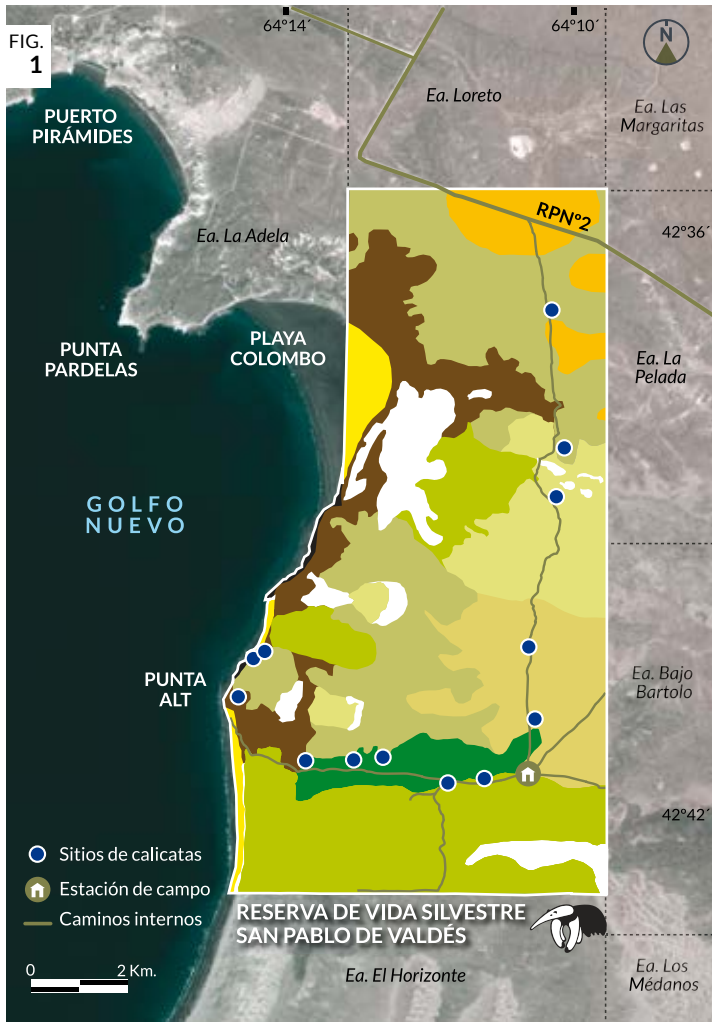 FIG.
1
64°14´
64°10´
N
PUERTO
PIRÁMIDES
Ea. Loreto
Ea. Las
Margaritas
RPN°2
42°36´
Ea. La Adela
PUNTA
PARDELAS
PLAYA
COLOMBO
Ea. La
Pelada
GOLFO
NUEVO
PUNTA
ALT
Ea. Bajo
Bartolo
42°42´
Sitios de calicatas
Estación de campo
Caminos internos
RESERVA DE VIDA SILVESTRE
SAN PABLO DE VALDÉS
0 2 Km.
Ea. El Horizonte
Ea. Los
Médanos